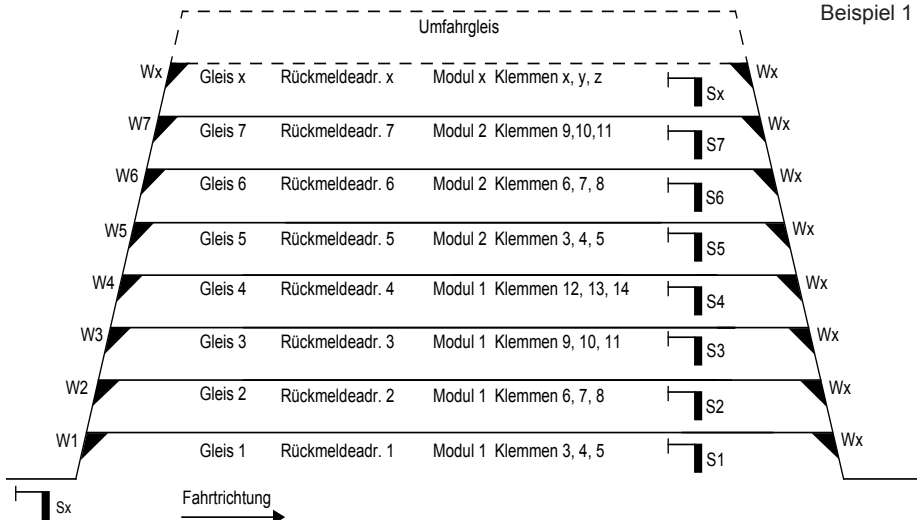 Beispiel 1
Umfahrgleis
Wx Gleis x Rückmeldeadr. x Modul x Klemmen x, y, z Sx Wx
W7 Gleis 7 Rückmeldeadr. 7 Modul 2 Klemmen 9,10,11 S7 Wx
W6 Gleis 6 Rückmeldeadr. 6 Modul 2 Klemmen 6, 7, 8 S6 Wx
W5 Gleis 5 Rückmeldeadr. 5 Modul 2 Klemmen 3, 4, 5 S5 Wx
W4 Gleis 4 Rückmeldeadr. 4 Modul 1 Klemmen 12, 13, 14 S4 Wx
W3 Gleis 3 Rückmeldeadr. 3 Modul 1 Klemmen 9, 10, 11 S3 Wx
W2 Gleis 2 Rückmeldeadr. 2 Modul 1 Klemmen 6, 7, 8 S2 Wx
W1 Gleis 1 Rückmeldeadr. 1 Modul 1 Klemmen 3, 4, 5 S1 Wx
Sx Fahrtrichtung